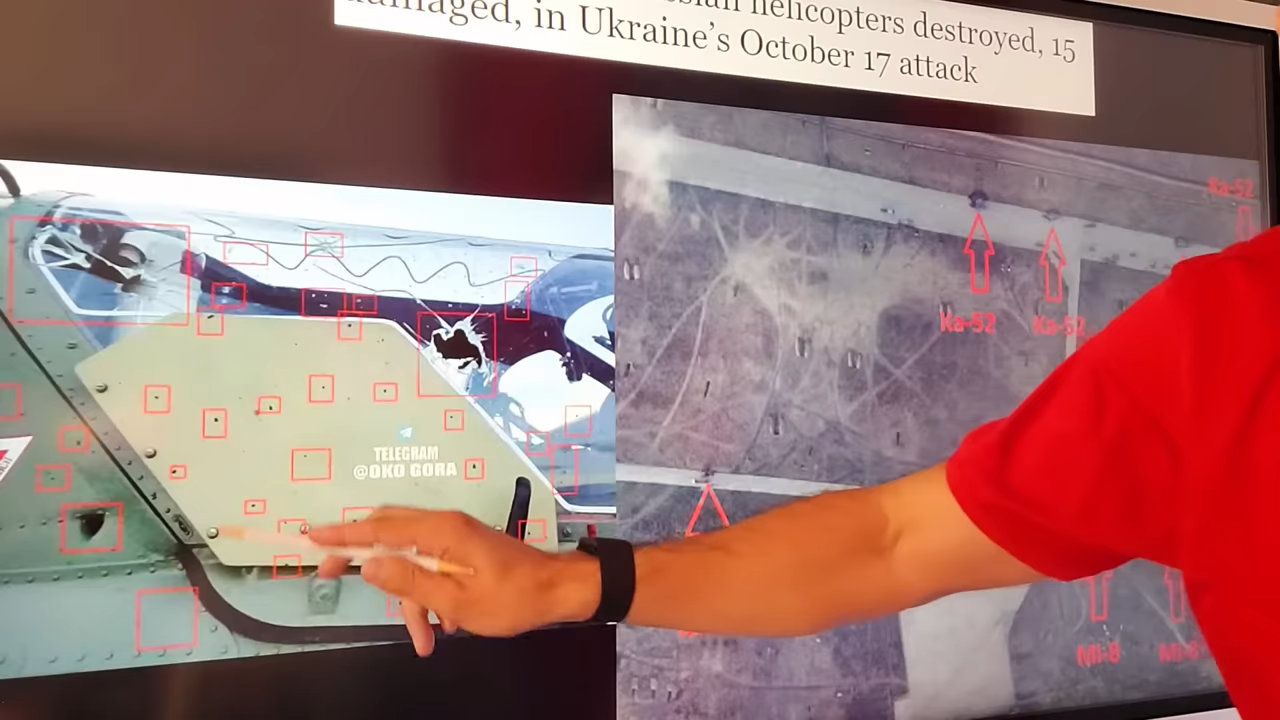 helicopters destroyed, 15
damaged, in Ukraine's October 17 attack
Ka-52
Ka-52
Ka-52
TELEGRAM
@OKO GORA
Mi-8
Mi-8